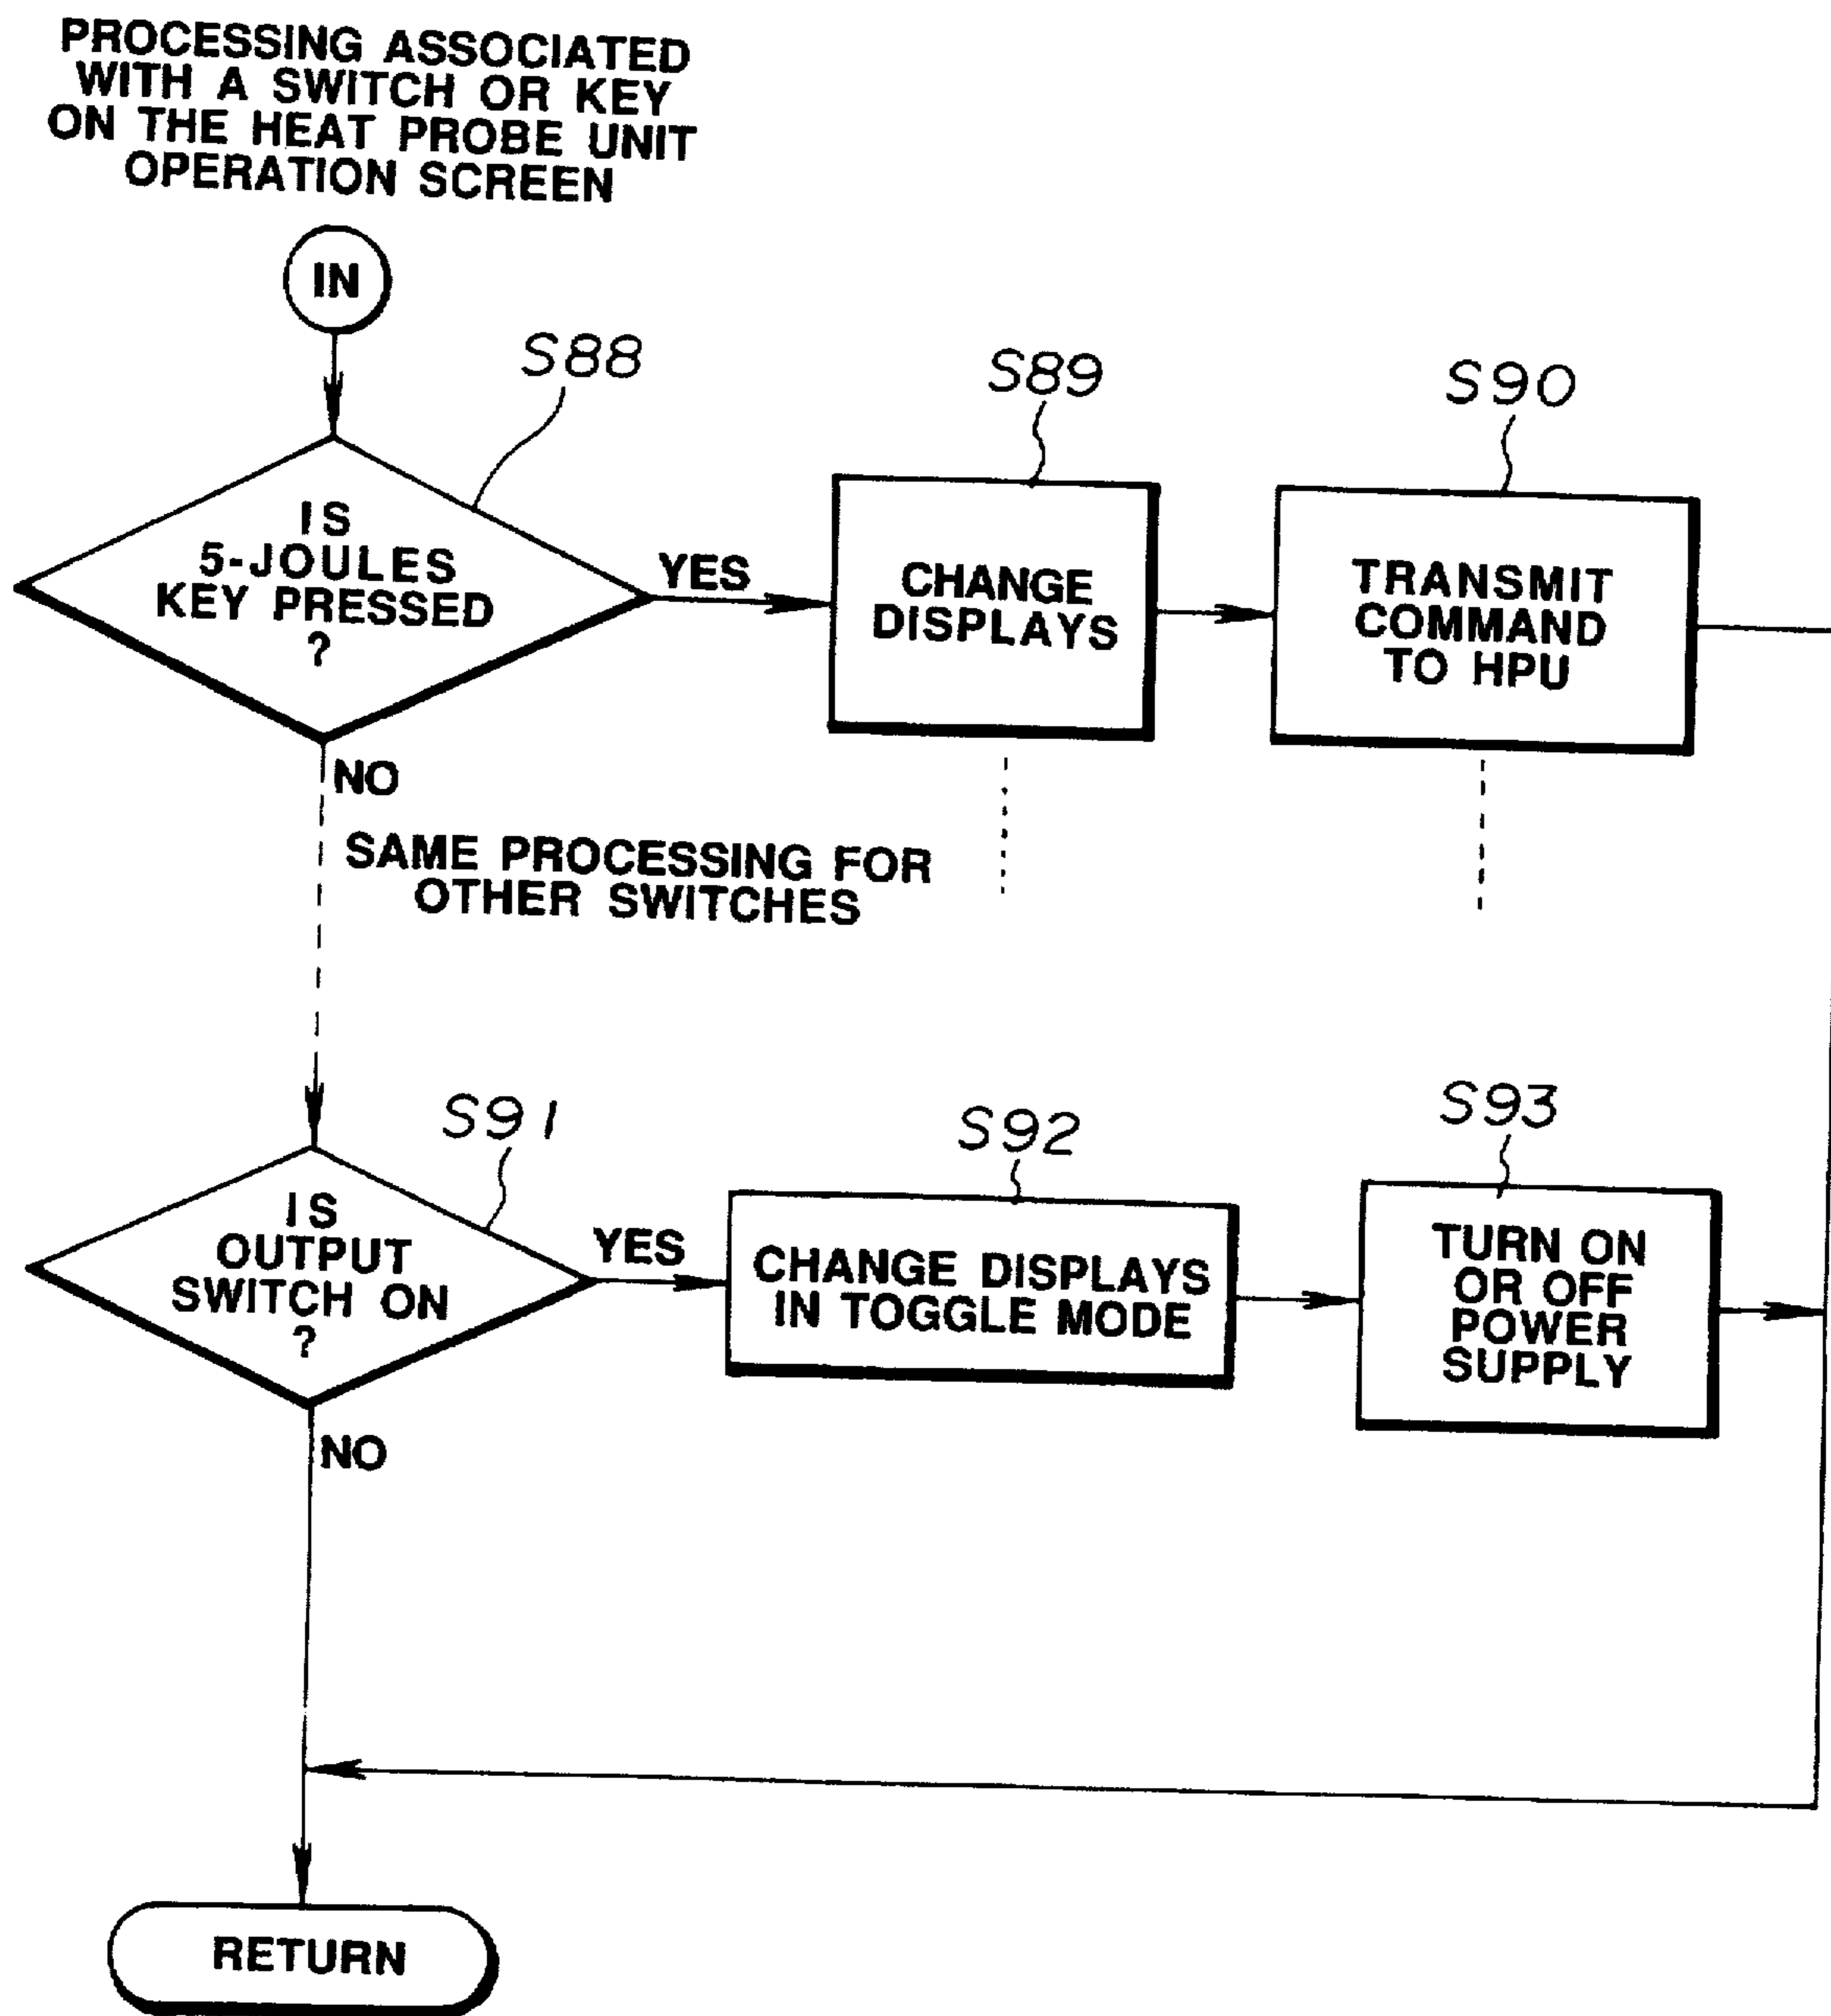 PROCESSING ASSOCIATED
WITH A SWITCH OR KEY
ON THE HEAT PROBE UNIT
OPERATION SCREEN
IN
S88
S89
S90
IS
5-JOULES
KEY PRESSED
?
YES
CHANGE
DISPLAYS
TRANSMIT
COMMAND
TO HPU
NO
SAME PROCESSING FOR
OTHER SWITCHES
S91
S92
S93
IS
OUTPUT
SWITCH ON
?
YES
CHANGE DISPLAYS
IN TOGGLE MODE
TURN ON
OR OFF
POWER
SUPPLY
NO
RETURN